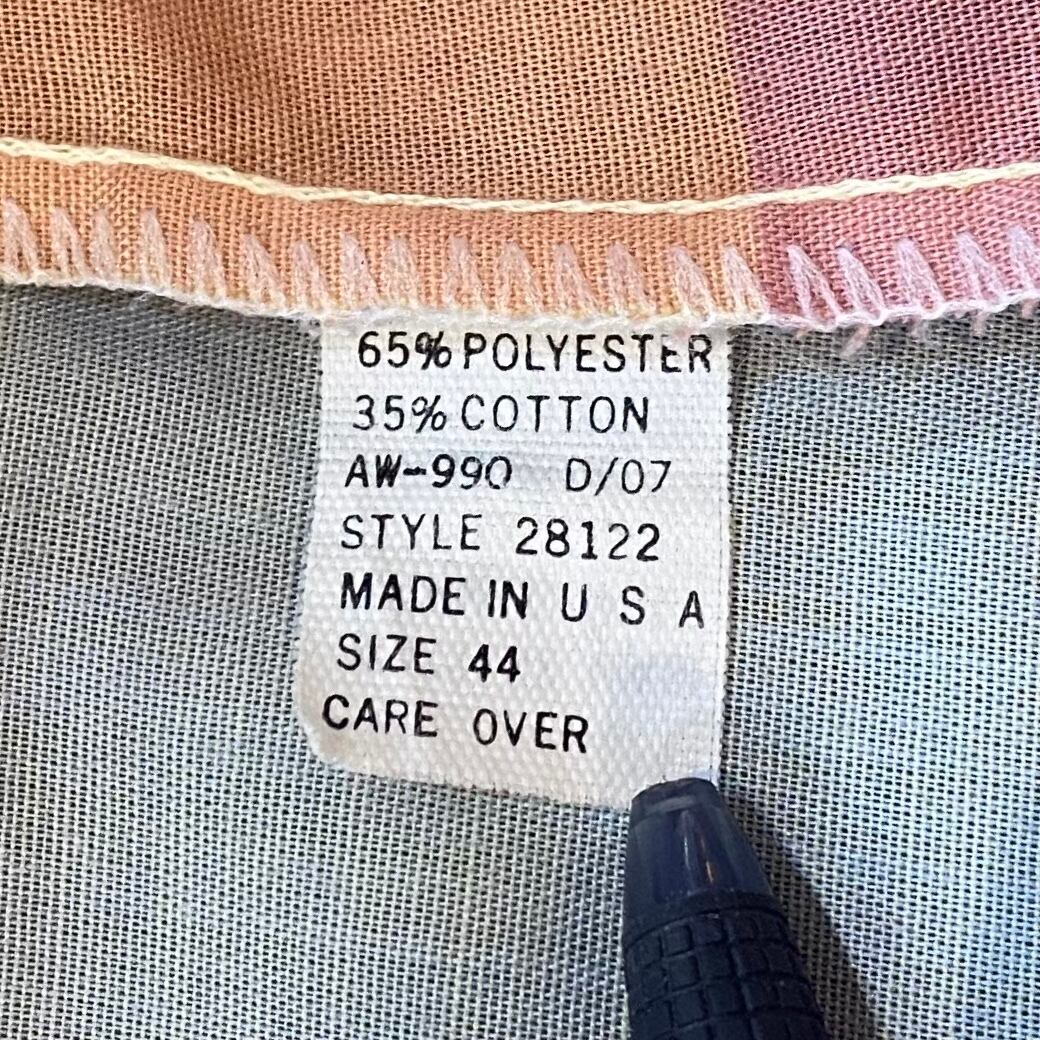 65% POLYESTER
35% COTTON
AW-990 D/07
STYLE 28122
MADE IN U S A
SIZE 44
CARE OVER